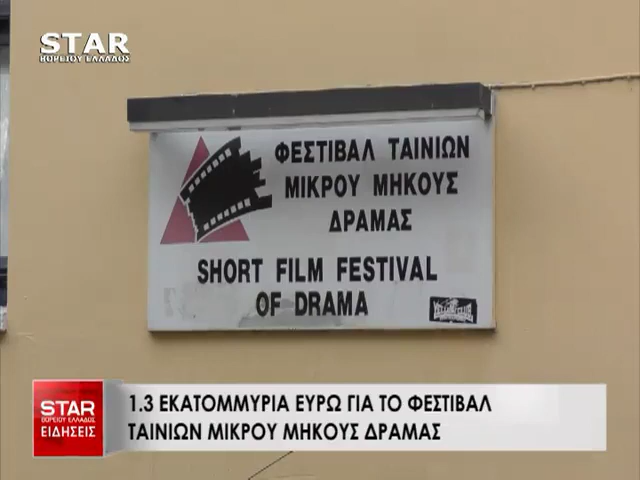 STAR
ΒΟΡΕΙΟΥ ΕΛΛΑΔΟΣ
ΦΕΣΤΙΒΑΛ ΤΑΙΝΙΩΝ
ΜΙΚΡΟΥ ΜΗΚΟΥΣ
ΔΡΑΜΑΣ
SHORT FILM FESTIVAL
OF DRAMA
STAR
ΒΟΡΕΙΟΥ ΕΛΛΑΔΟΣ
ΕΙΔΗΣΕΙΣ
1.3 ΕΚΑΤΟΜΜΥΡΙΑ ΕΥΡΩ ΓΙΑ ΤΟ ΦΕΣΤΙΒΑΛ
ΤΑΙΝΙΩΝ ΜΙΚΡΟΥ ΜΗΚΟΥΣ ΔΡΑΜΑΣ